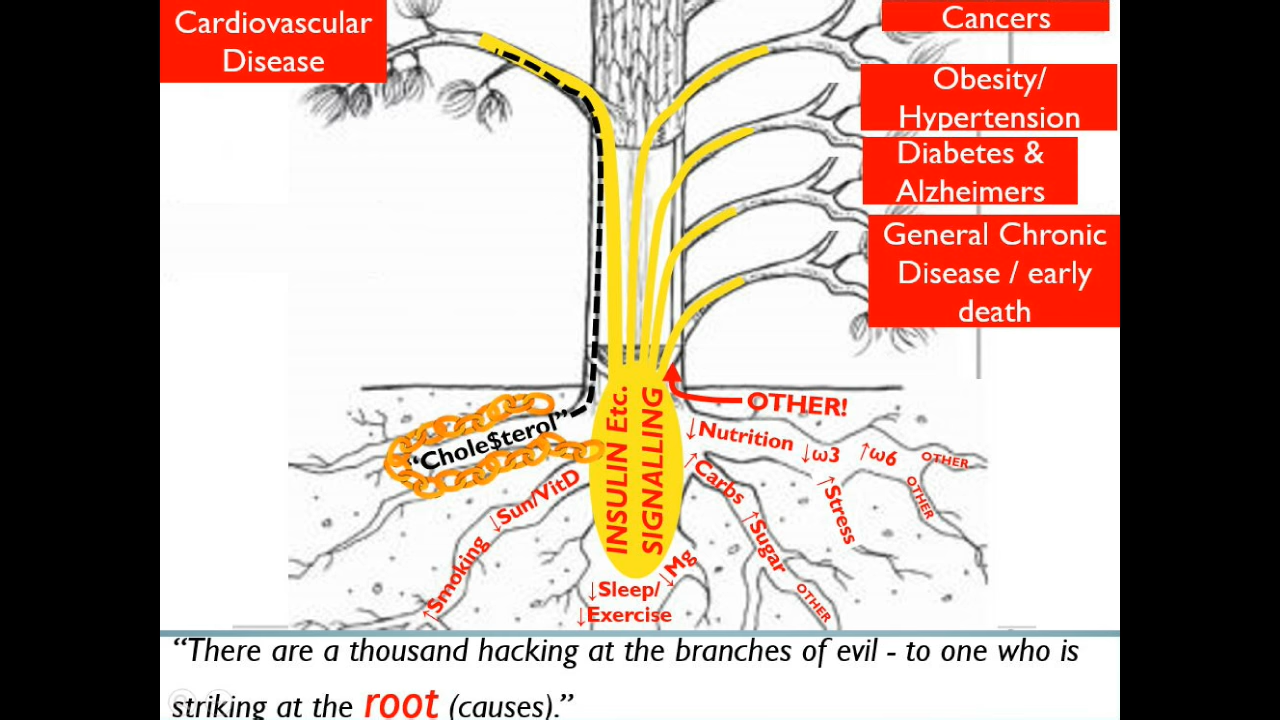 Cardiovascular
Disease
Cancers
Obesity/
Hypertension
Diabetes &
Alzheimers
General Chronic
Disease / early
death
OTHER!
"Chole$terol"
INSULIN Etc.
SIGNALLING
↓Nutrition
↓ω3
↑ω6
OTHER
OTHER
↑Carbs
↑Stress
↑Sugar
OTHER
↓Sun/VitD
↑Smoking
↓Mg
↓Sleep/
↓Exercise
“There are a thousand hacking at the branches of evil - to one who is
striking at the root (causes).”